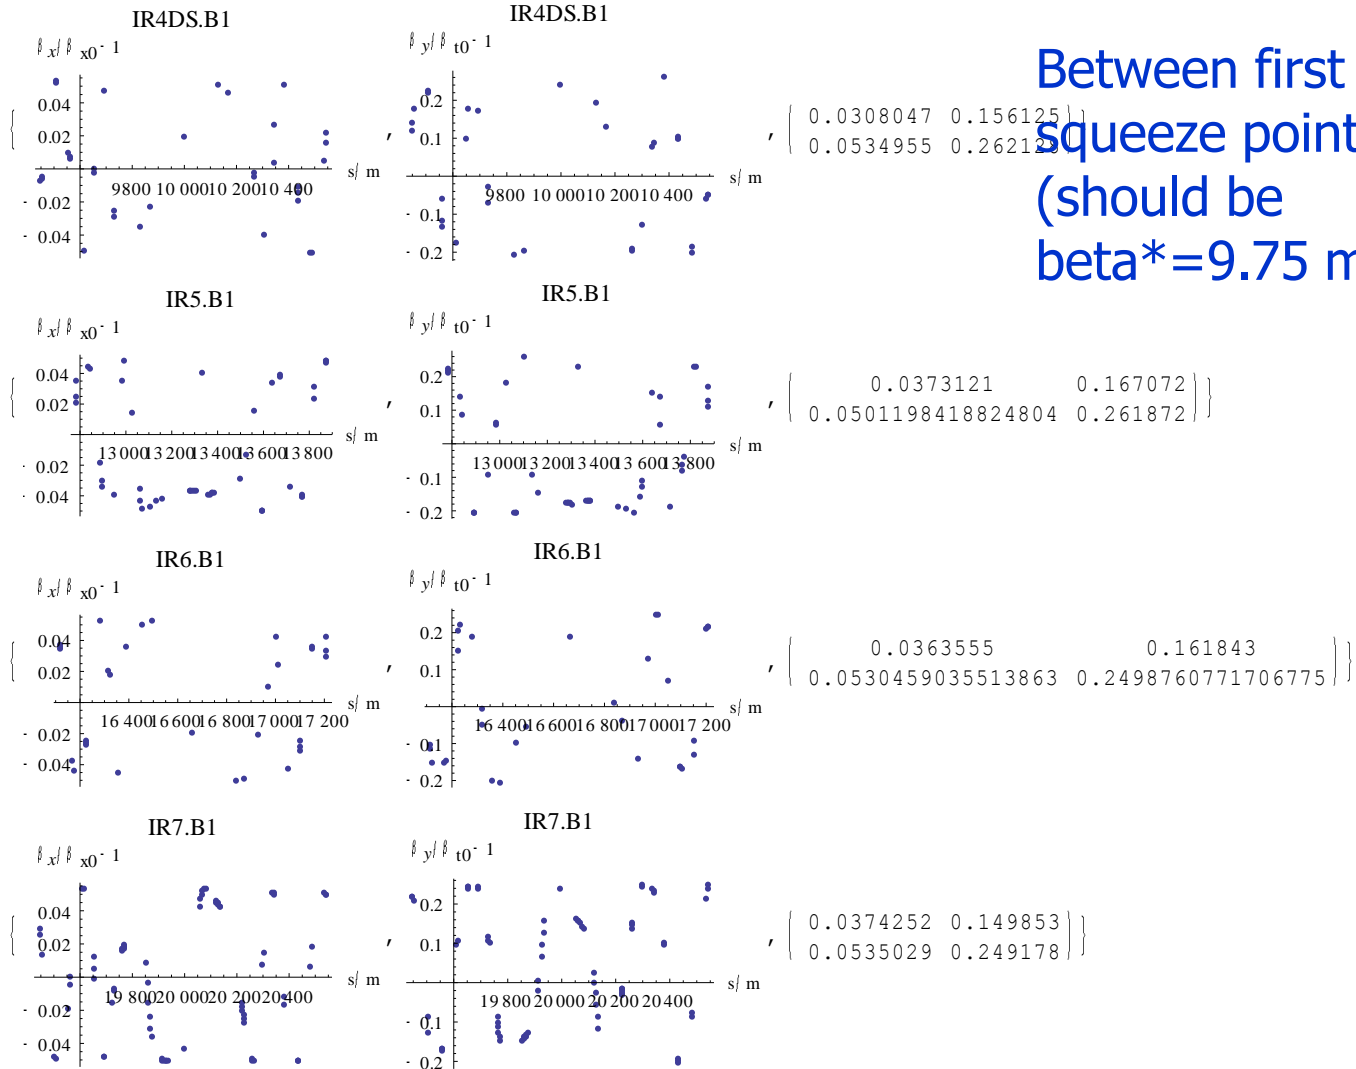 IR4DS.B1
IR4DS.B1
β x/ β x0 - 1
β y/ β t0 - 1
0.04
0.02
- 0.02
- 0.04
9800 10 000 10 200 10 400
s/ m
,
0.2
0.1
- 0.1
- 0.2
9800 10 000 10 200 10 400
s/ m
,
0.0308047 0.156125
0.0534955
Between first
squeeze point
(should be
beta*=9.75 m
IR5.B1
IR5.B1
β x/ β x0 - 1
β y/ β t0 - 1
0.04
0.02
- 0.02
- 0.04
13 000 13 200 13 400 13 600 13 800
s/ m
,
0.2
0.1
- 0.1
- 0.2
13 000 13 200 13 400 13 600 13 800
s/ m
,
0.0373121 0.167072
0.0501198418824804 0.261872
IR6.B1
IR6.B1
β x/ β x0 - 1
β y/ β t0 - 1
0.04
0.02
- 0.02
- 0.04
16 400 16 600 16 800 17 000 17 200
s/ m
,
0.2
0.1
- 0.1
- 0.2
16 400 16 600 16 800 17 000 17 200
s/ m
,
0.0363555 0.161843
0.0530459035513863 0.2498760771706775
IR7.B1
IR7.B1
β x/ β x0 - 1
β y/ β t0 - 1
0.04
0.02
- 0.02
- 0.04
19 800 20 000 20 200 20 400
s/ m
,
0.2
0.1
- 0.1
- 0.2
19 800 20 000 20 200 20 400
s/ m
,
0.0374252 0.149853
0.0535029 0.249178